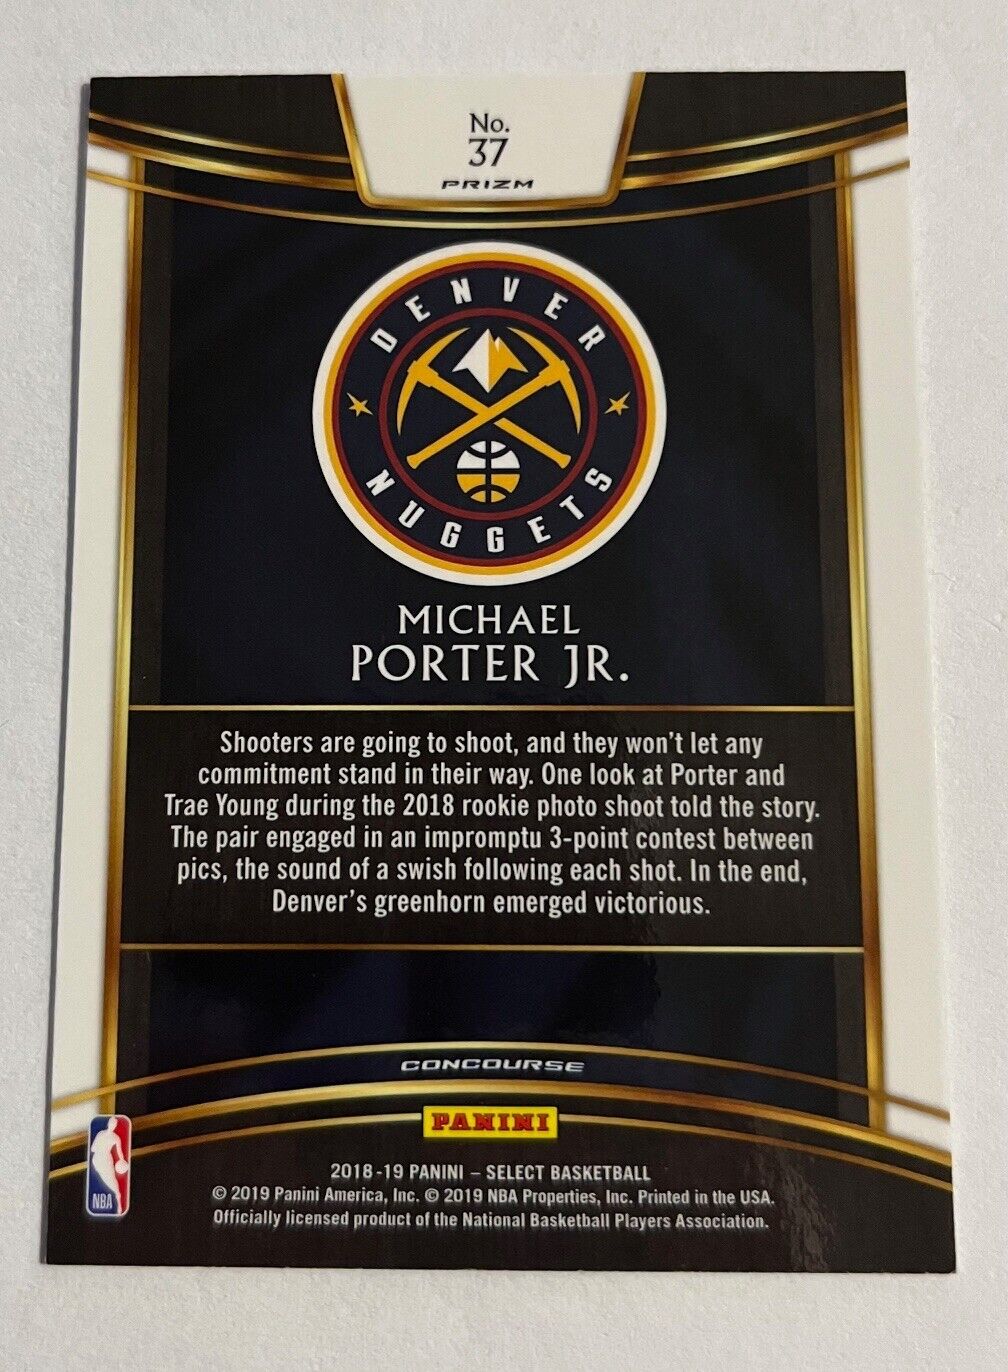 No.
37
PRIZM
DENVER
NUGGETS
MICHAEL
PORTER JR.
Shooters are going to shoot, and they won't let any
commitment stand in their way. One look at Porter and
Trae Young during the 2018 rookie photo shoot told the story.
The pair engaged in an impromptu 3-point contest between
pics, the sound of a swish following each shot. In the end,
Denver's greenhorn emerged victorious.
CONCOURSE
PANINI
NBA
2018-19 PANINI – SELECT BASKETBALL
© 2019 Panini America, Inc. © 2019 NBA Properties, Inc. Printed in the USA.
Officially licensed product of the National Basketball Players Association.